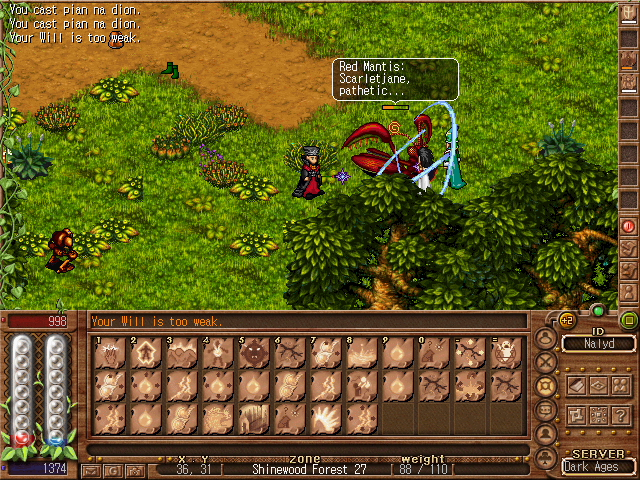 You cast pian na dion.
You cast pian na dion.
Your Will is too weak.
Red Mantis:
Scarletjane,
pathetic...
998
Your Will is too weak.
+2
ID
Nalyd
1 2 3 4 5 6 7 8 9 0 - =
1374
x y zone weight
36, 31 Shinewood Forest 27 88 / 110
G
?
SERVER
Dark Ages